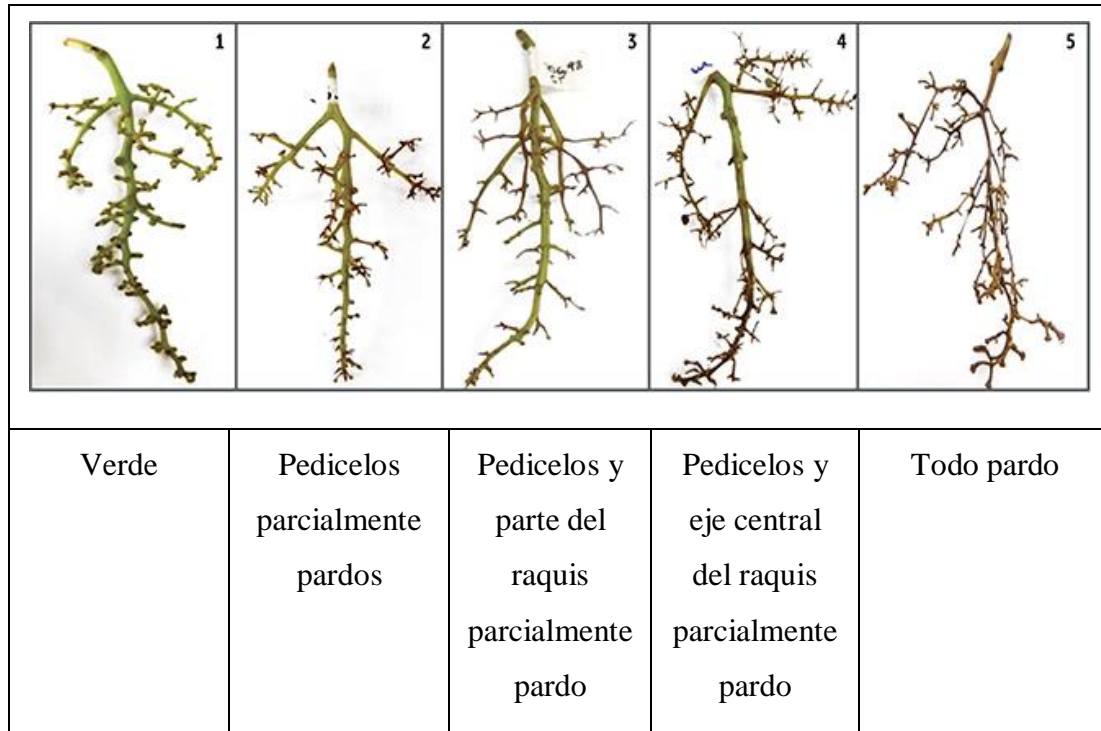 1
2
3
4
5
Verde
Pedicelos
parcialmente
pardos
Pedicelos y
parte del
raquis
parcialmente
pardo
Pedicelos y
eje central
del raquis
parcialmente
pardo
Todo pardo